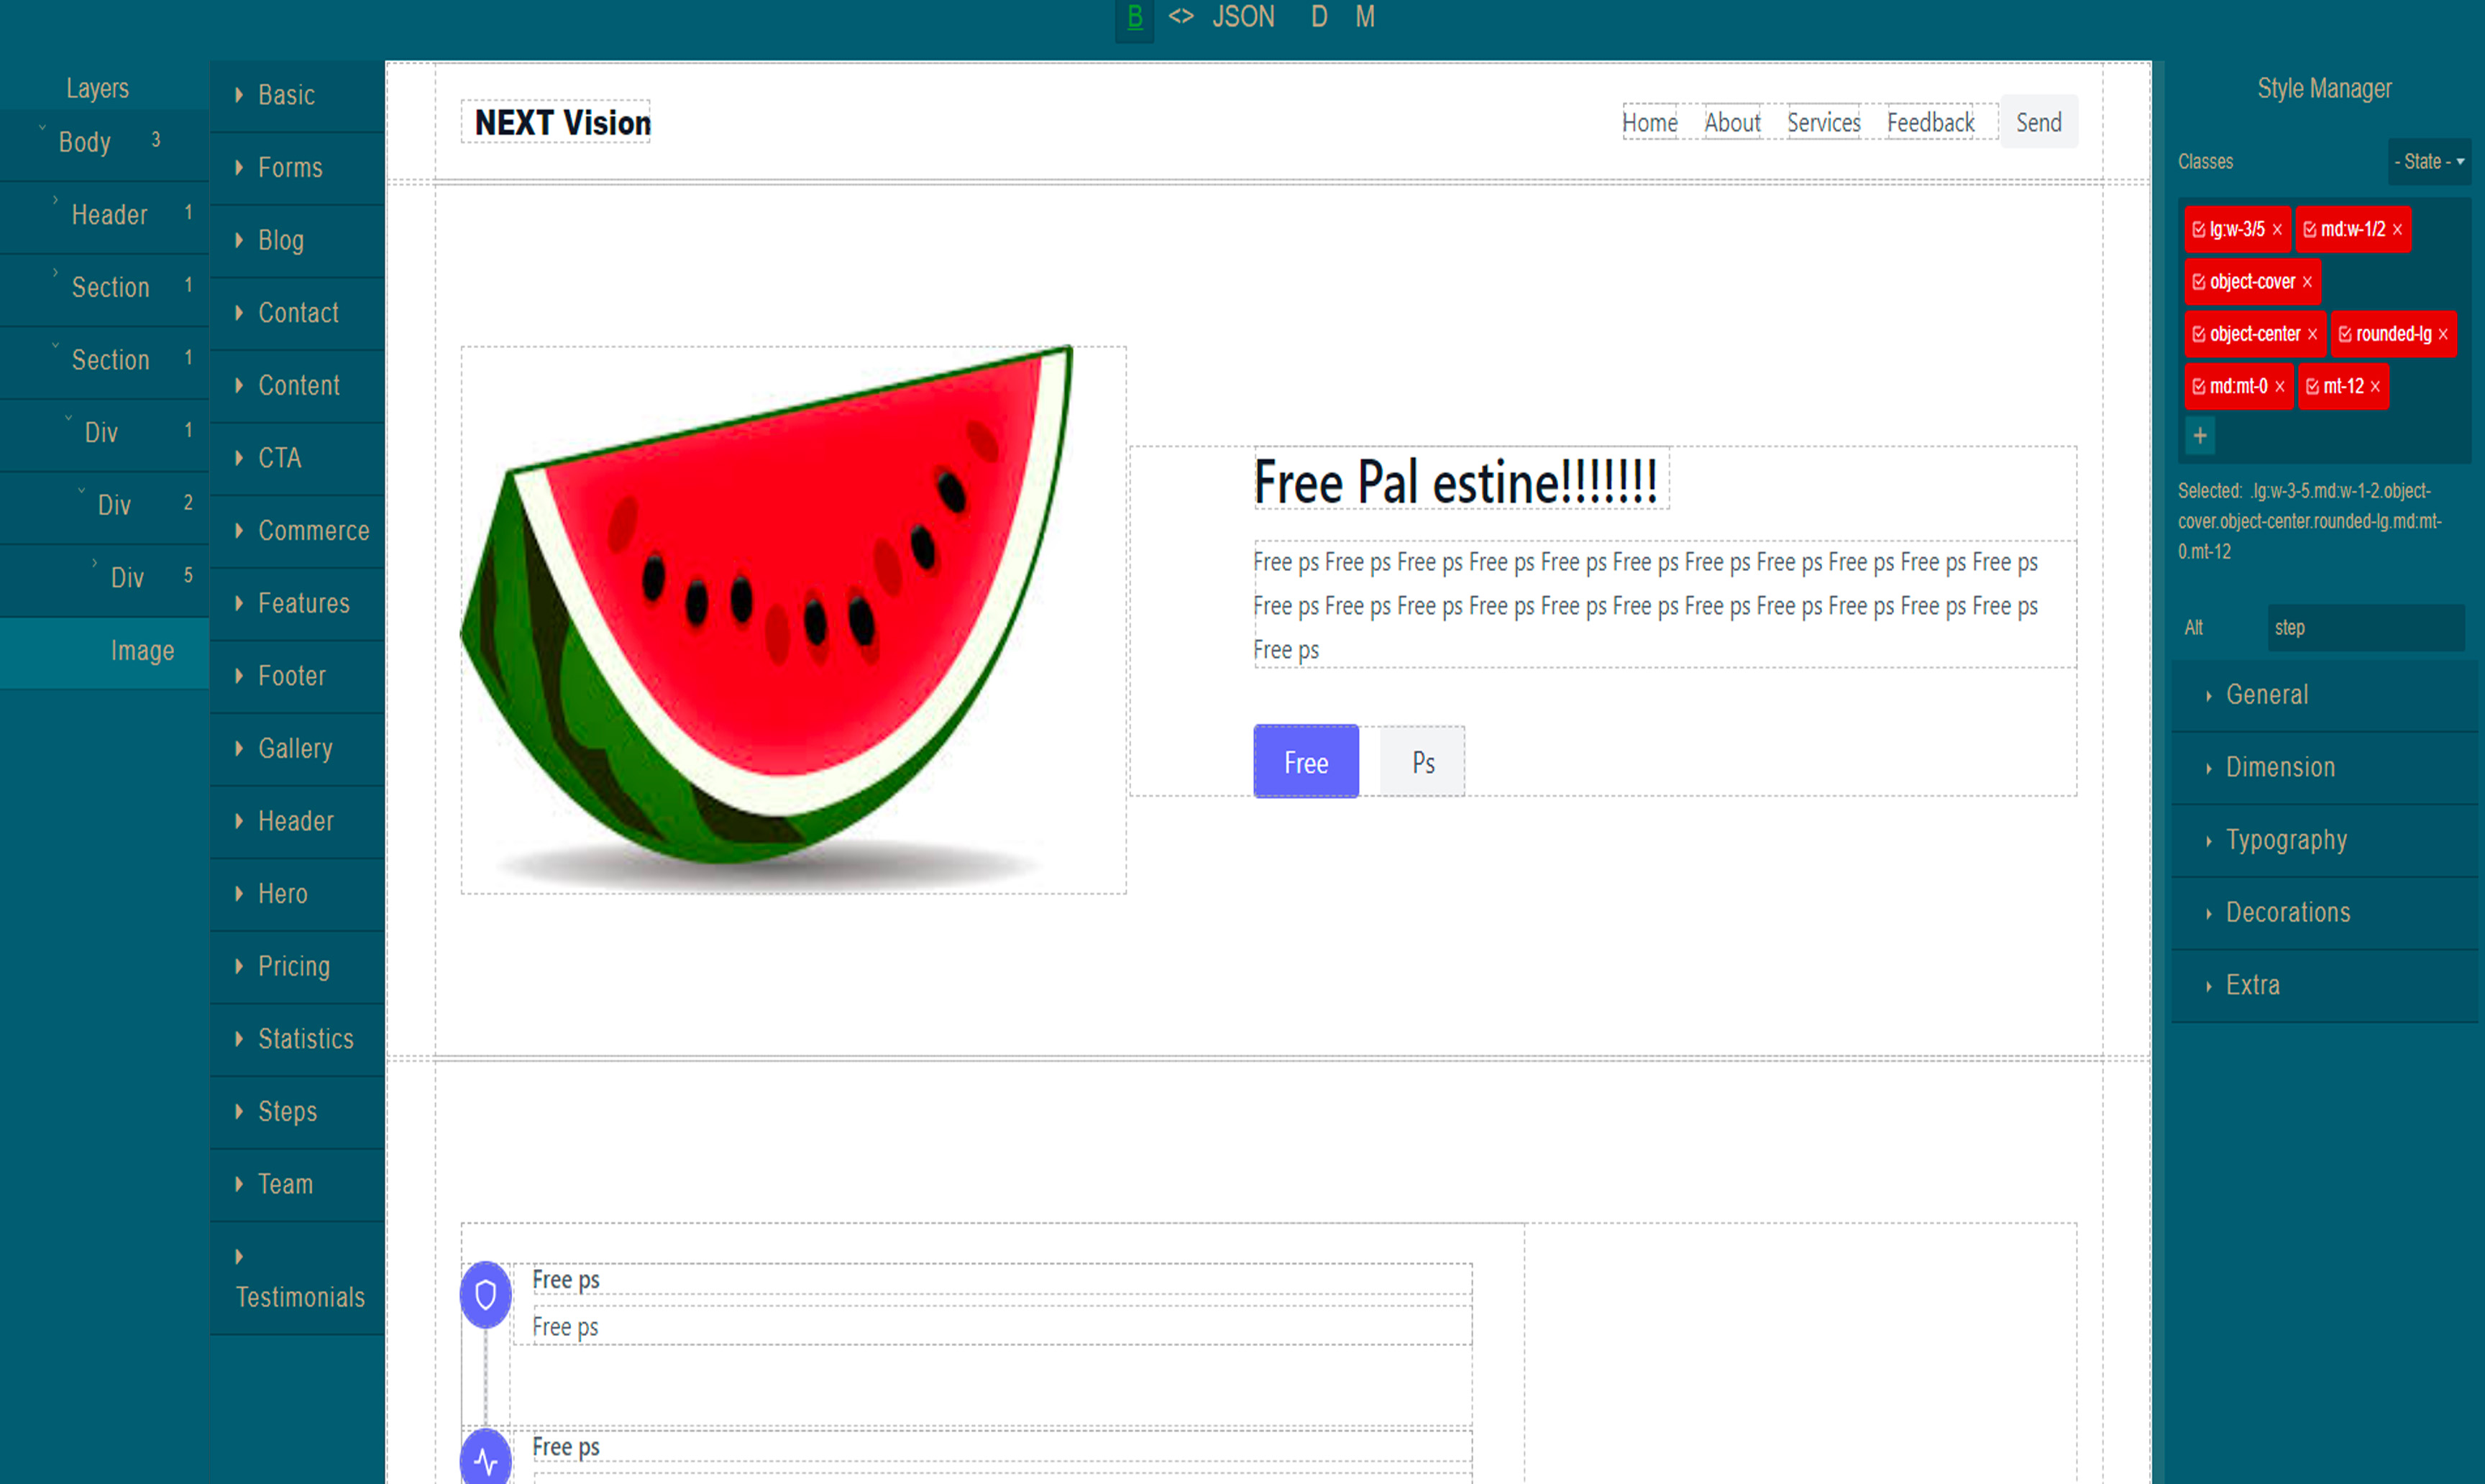 B <> JSON D M
Layers
Body 3
Header 1
Section 1
Section 1
Div 1
Div 2
Div 5
Image
Basic
Forms
Blog
Contact
Content
CTA
Commerce
Features
Footer
Gallery
Header
Hero
Pricing
Statistics
Steps
Team
Testimonials
NEXT Vision
Home About Services Feedback Send
Free Pal estine!!!!!!!
Free ps Free ps Free ps Free ps Free ps Free ps Free ps Free ps Free ps Free ps Free ps
Free ps Free ps Free ps Free ps Free ps Free ps Free ps Free ps Free ps Free ps Free ps
Free ps
Free Ps
Free ps
Free ps
Free ps
Style Manager
Classes - State -
lg:w-3/5 × md:w-1/2 ×
object-cover ×
object-center × rounded-lg ×
md:mt-0 × mt-12 ×
+
Selected: .lg:w-3-5.md:w-1-2.object-
cover.object-center.rounded-lg.md:mt-
0.mt-12
Alt step
General
Dimension
Typography
Decorations
Extra